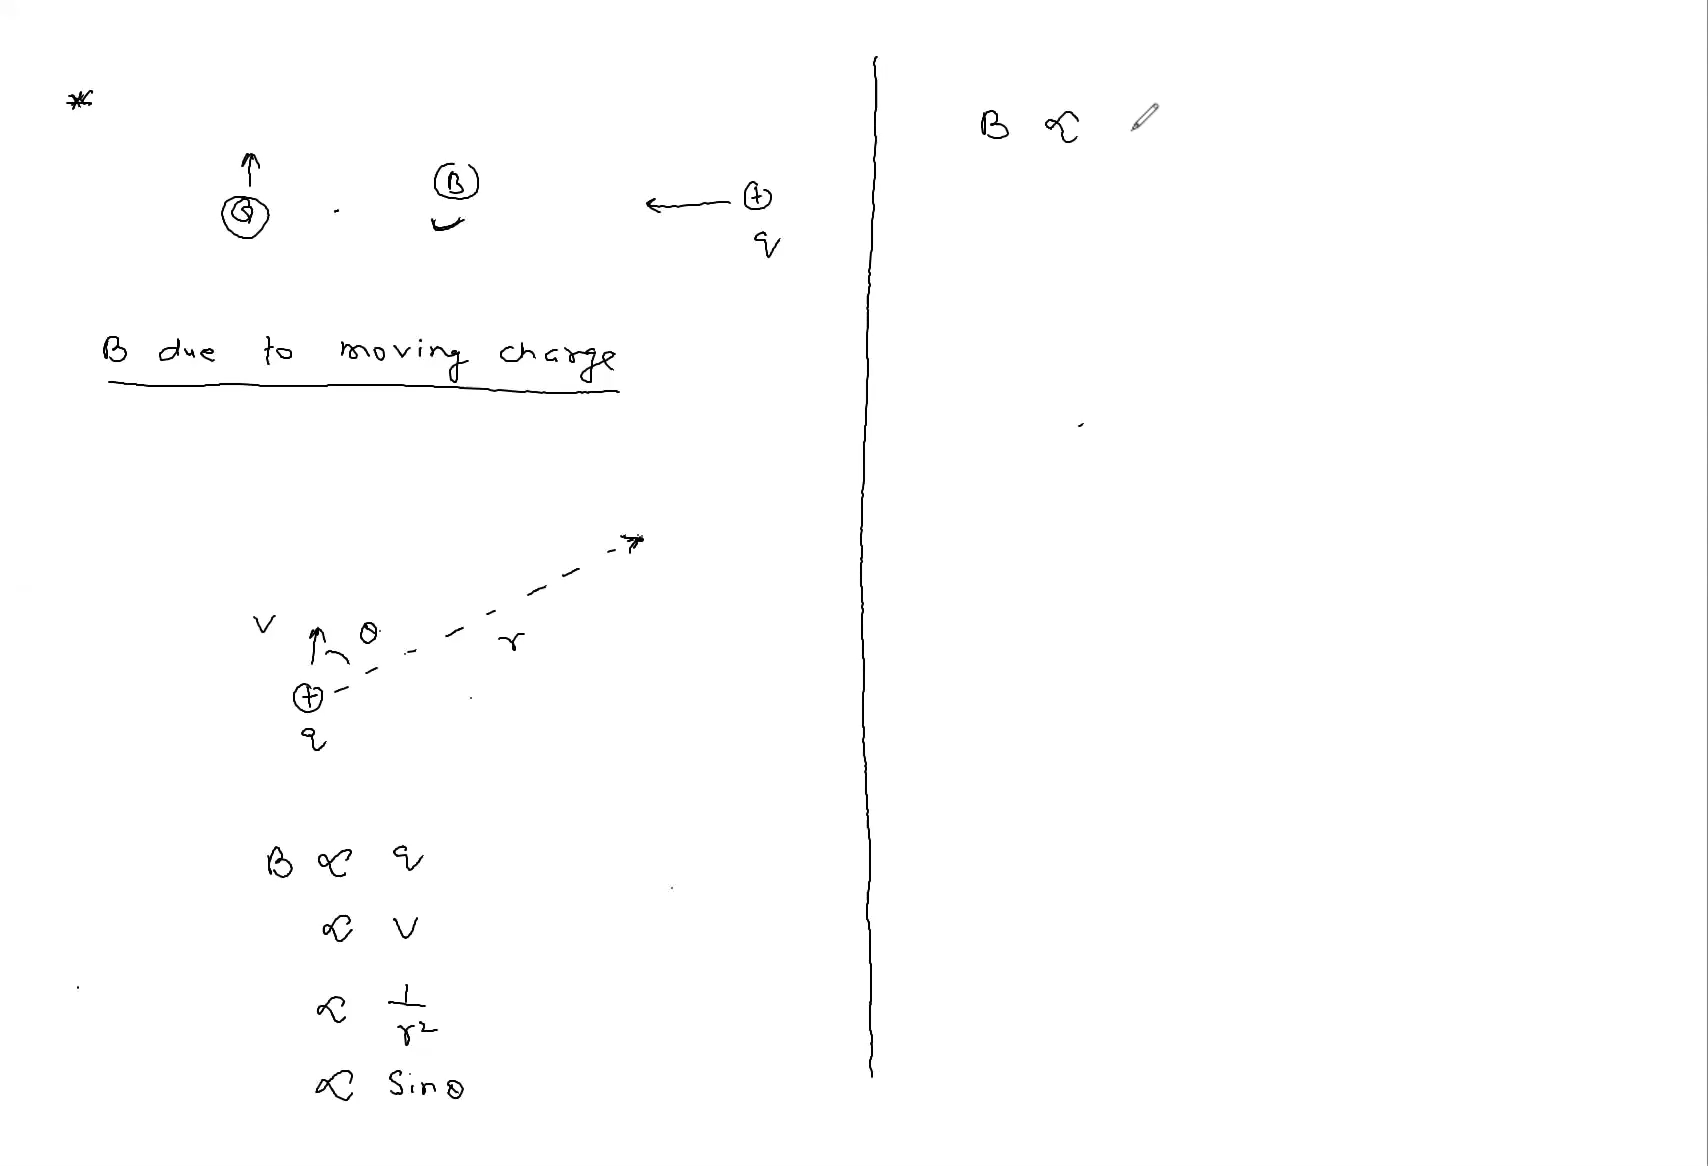 *
Q
B
q
B due to moving charge
v θ
r
q
B ∝ q
∝ v
∝ 1/r²
∝ Sinθ
B ∝